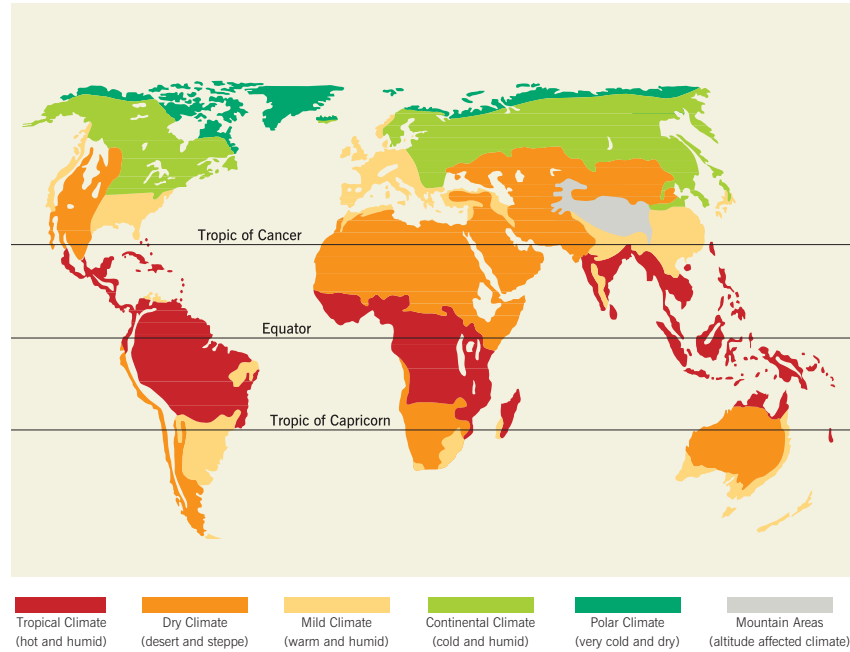 Tropic of Cancer
Equator
Tropic of Capricorn
Tropical Climate
(hot and humid)
Dry Climate
(desert and steppe)
Mild Climate
(warm and humid)
Continental Climate
(cold and humid)
Polar Climate
(very cold and dry)
Mountain Areas
(altitude affected climate)